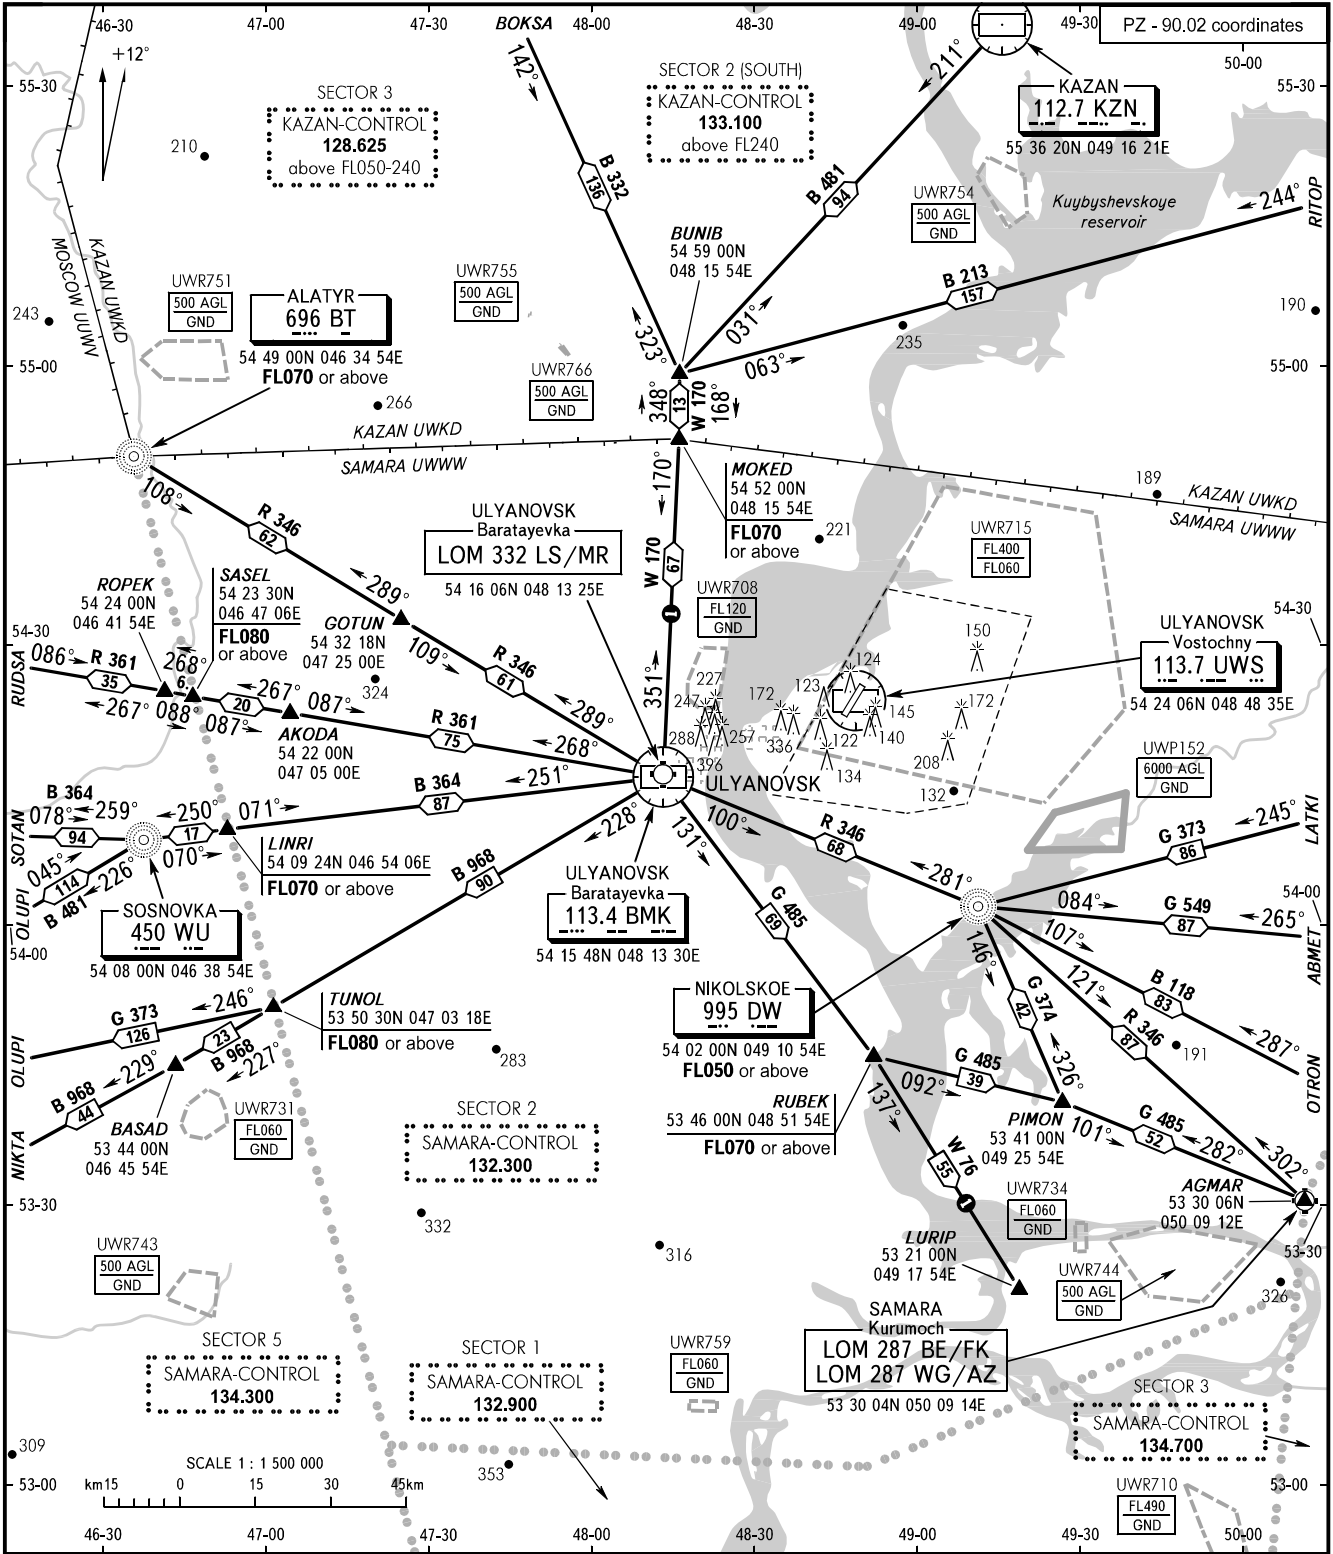 46-30
47-00
47-30
BOKSA
48-00
48-30
49-00
49-30
PZ - 90.02 coordinates
50-00
55-30
55-30
+12°
142°
SECTOR 3
KAZAN-CONTROL
128.625
above FL050-240
SECTOR 2 (SOUTH)
KAZAN-CONTROL
133.100
above FL240
211°
KAZAN
112.7 KZN
55 36 20N 049 16 21E
210
B 332
136
B 481
94
UWR754
500 AGL
GND
Kuybyshevskoye
reservoir
244°
RITOP
KAZAN UWKD
MOSCOW UUWV
BUNIB
54 59 00N
048 15 54E
UWR751
500 AGL
GND
ALATYR
696 BT
54 49 00N 046 34 54E
FL070 or above
UWR755
500 AGL
GND
B 213
157
243
190
235
323°
031°
063°
55-00
55-00
UWR766
500 AGL
GND
348°
13
W 170
168°
266
KAZAN UWKD
SAMARA UWWW
108°
R 346
62
170°
MOKED
54 52 00N
048 15 54E
FL070
or above
189
KAZAN UWKD
SAMARA UWWW
ULYANOVSK
Baratayevka
LOM 332 LS/MR
54 16 06N 048 13 25E
221
UWR715
FL400
FL060
W 170
67
289°
ROPEK
54 24 00N
046 41 54E
SASEL
54 23 30N
046 47 06E
FL080
or above
GOTUN
54 32 18N
047 25 00E
UWR708
FL120
GND
54-30
54-30
ULYANOVSK
Vostochny
113.7 UWS
54 24 06N 048 48 35E
109°
R 346
61
RUDSA
086°
R 361
35
268°
6
267°
088°
20
087°
267°
087°
324
150
124
123
227
247
172
172
145
140
122
336
134
208
288
257
396
351°
289°
AKODA
54 22 00N
047 05 00E
R 361
75
268°
ULYANOVSK
UWP152
6000 AGL
GND
132
251°
B 364
87
B 364
SOTAN
078°
259°
94
250°
17
071°
070°
LINRI
54 09 24N 046 54 06E
FL070 or above
228°
131°
100°
R 346
68
G 373
86
245°
LATKI
045°
114
226°
B 481
OLUPI
B 968
90
ULYANOVSK
Baratayevka
113.4 BMK
54 15 48N 048 13 30E
281°
54-00
54-00
SOSNOVKA
450 WU
54 08 00N 046 38 54E
G 485
69
084°
G 549
87
265°
ABMET
146°
107°
121°
B 118
83
287°
OTRON
246°
G 373
126
OLUPI
TUNOL
53 50 30N 047 03 18E
FL080 or above
NIKOLSKOE
995 DW
54 02 00N 049 10 54E
FL050 or above
G 374
42
R 346
87
191
23
B 968
227°
229°
B 968
44
NIKTA
283
326°
G 485
39
092°
137°
BASAD
53 44 00N
046 45 54E
UWR731
FL060
GND
SECTOR 2
SAMARA-CONTROL
132.300
RUBEK
53 46 00N 048 51 54E
FL070 or above
PIMON
53 41 00N
049 25 54E
101°
G 485
52
282°
302°
W 76
55
AGMAR
53 30 06N
050 09 12E
53-30
53-30
332
UWR734
FL060
GND
UWR743
500 AGL
GND
316
LURIP
53 21 00N
049 17 54E
UWR744
500 AGL
GND
326
SAMARA
Kurumoch
LOM 287 BE/FK
LOM 287 WG/AZ
53 30 04N 050 09 14E
SECTOR 5
SAMARA-CONTROL
134.300
SECTOR 1
SAMARA-CONTROL
132.900
UWR759
FL060
GND
SECTOR 3
SAMARA-CONTROL
134.700
309
353
SCALE 1 : 1 500 000
km15
0
15
30
45km
53-00
53-00
UWR710
FL490
GND
46-30
47-00
47-30
48-00
48-30
49-00
49-30
50-00